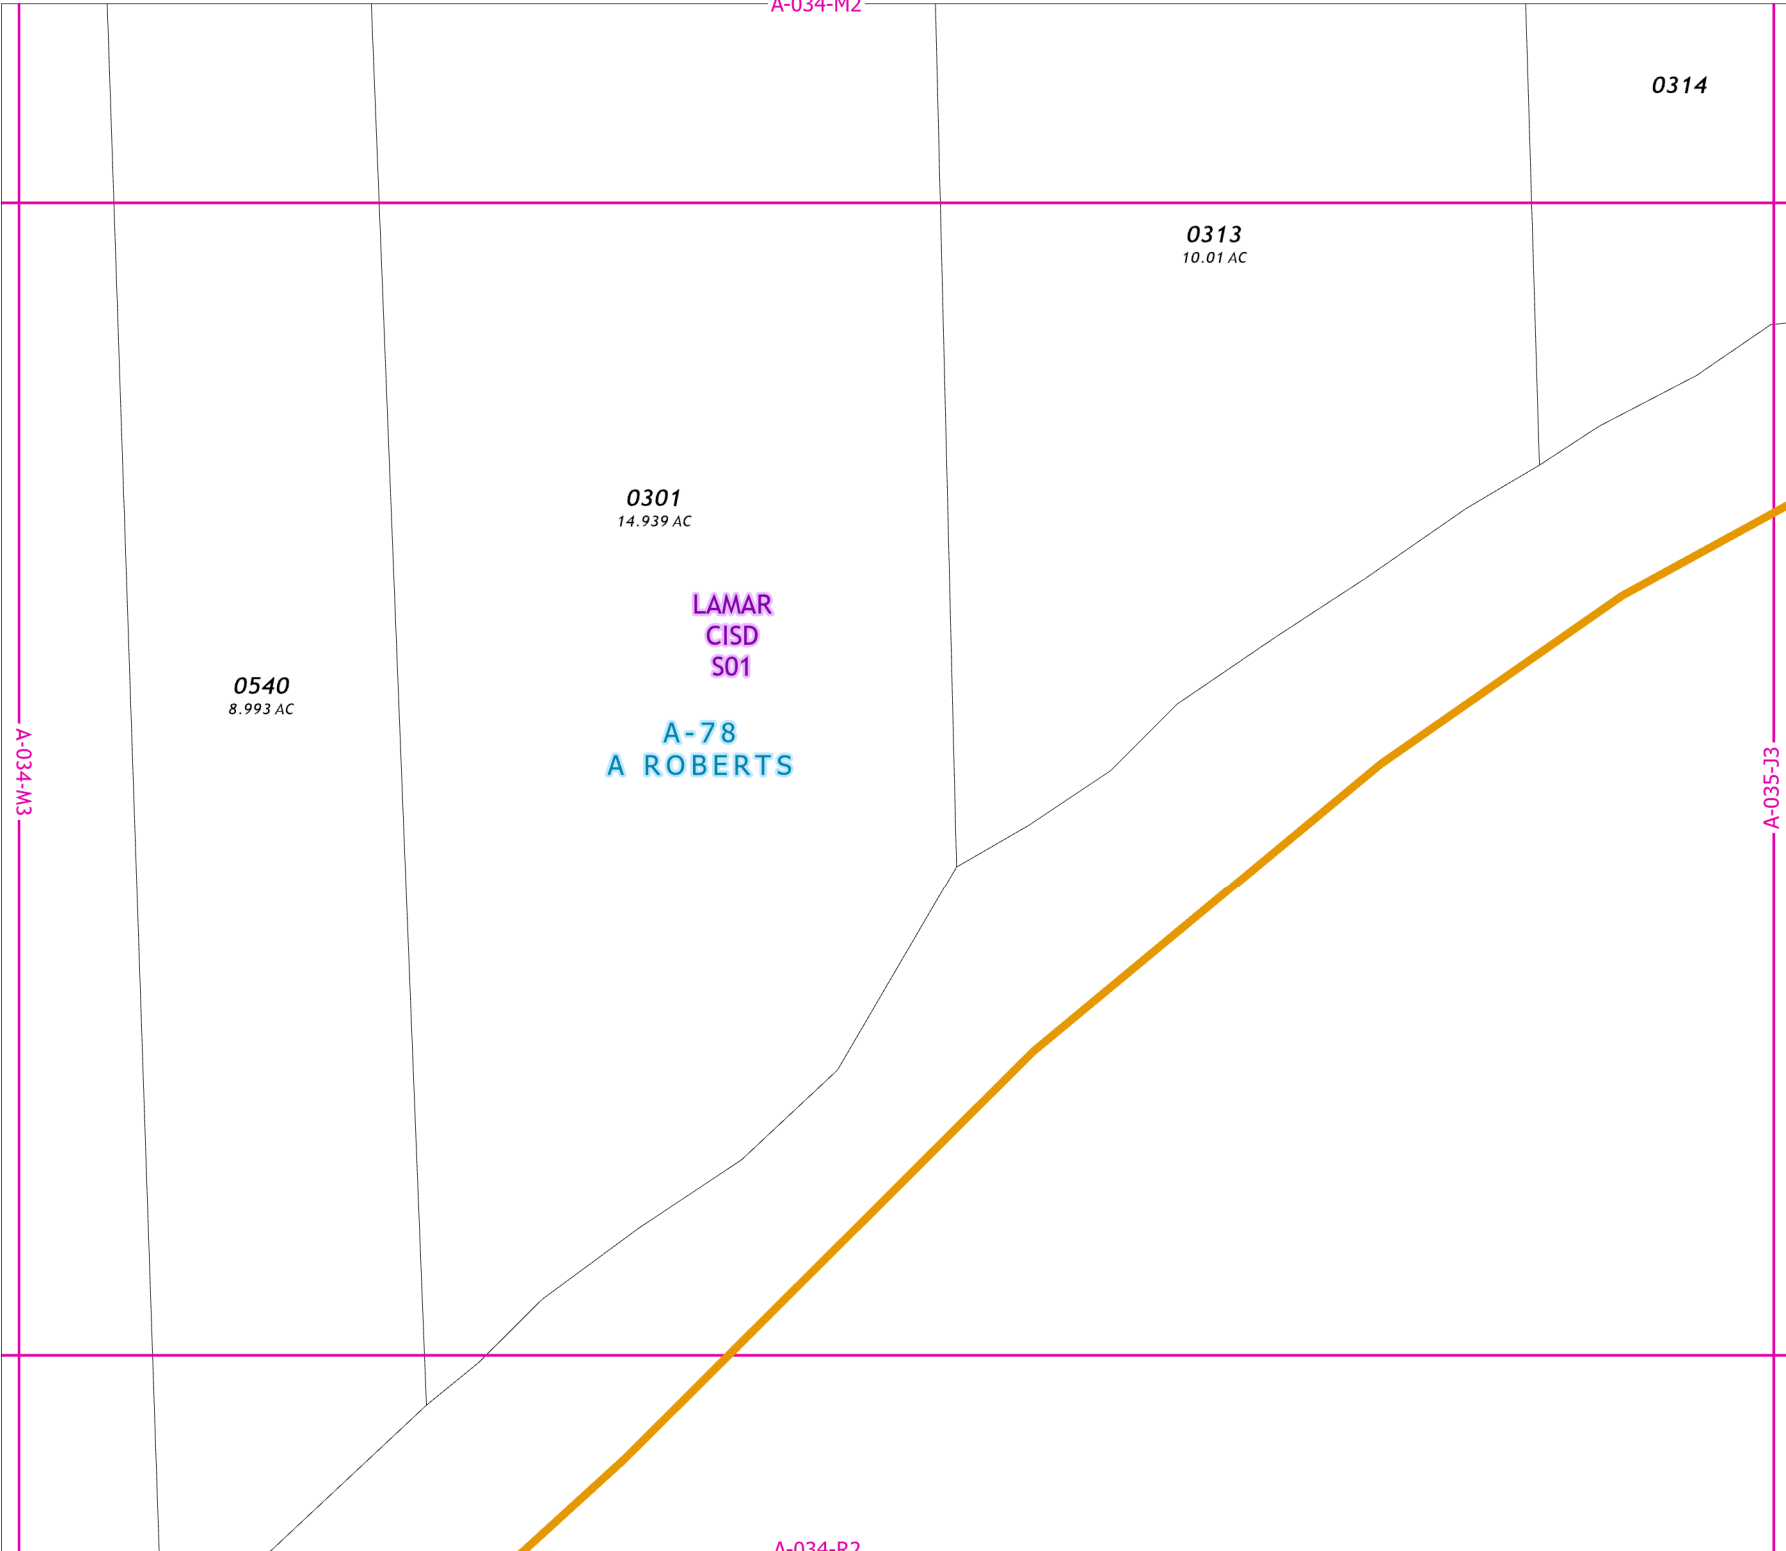 A-034-M2
0314
0313
10.01 AC
0301
14.939 AC
LAMAR
CISD
S01
0540
8.993 AC
A-78
A ROBERTS
A-034-M3
A-035-J3
A-034-R2